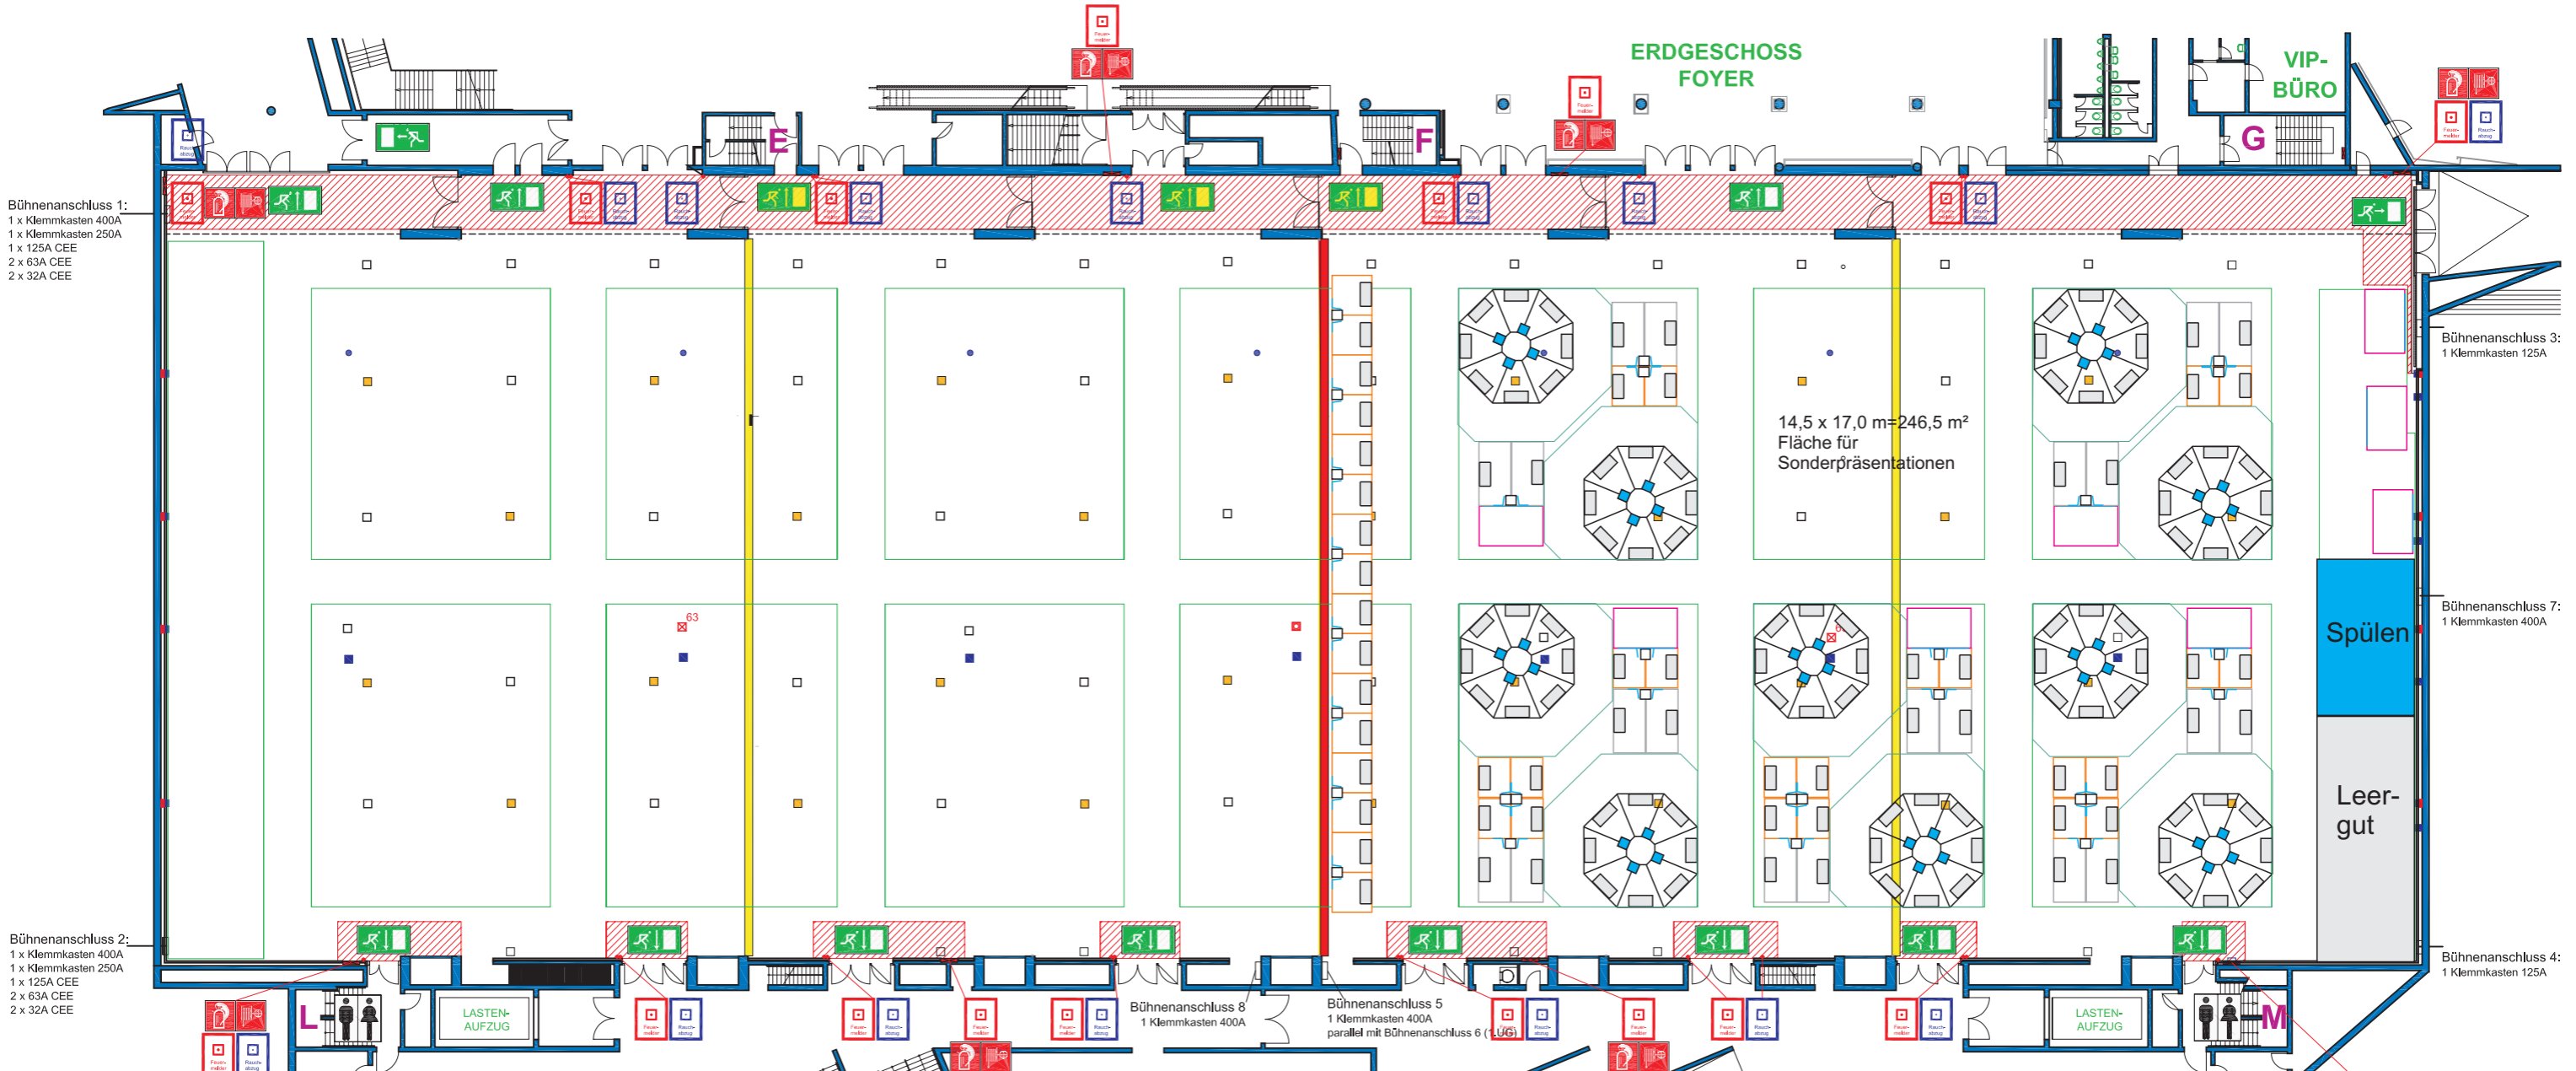 ERDGESCHOSS
FOYER
VIP-
BÜRO
E
F
G
Feuer-
melder
Rauch-
abzug
Bühnenanschluss 1:
1 x Klemmkasten 400A
1 x Klemmkasten 250A
1 x 125A CEE
2 x 63A CEE
2 x 32A CEE
Bühnenanschluss 3:
1 Klemmkasten 125A
14,5 x 17,0 m=246,5 m²
Fläche für
Sonderpräsentationen
63
Bühnenanschluss 7:
1 Klemmkasten 400A
Spülen
Leer-
gut
Bühnenanschluss 2:
1 x Klemmkasten 400A
1 x Klemmkasten 250A
1 x 125A CEE
2 x 63A CEE
2 x 32A CEE
Bühnenanschluss 4:
1 Klemmkasten 125A
Bühnenanschluss 8
1 Klemmkasten 400A
Bühnenanschluss 5
1 Klemmkasten 400A
parallel mit Bühnenanschluss 6 (1.UG)
L
LASTEN-
AUFZUG
LASTEN-
AUFZUG
M